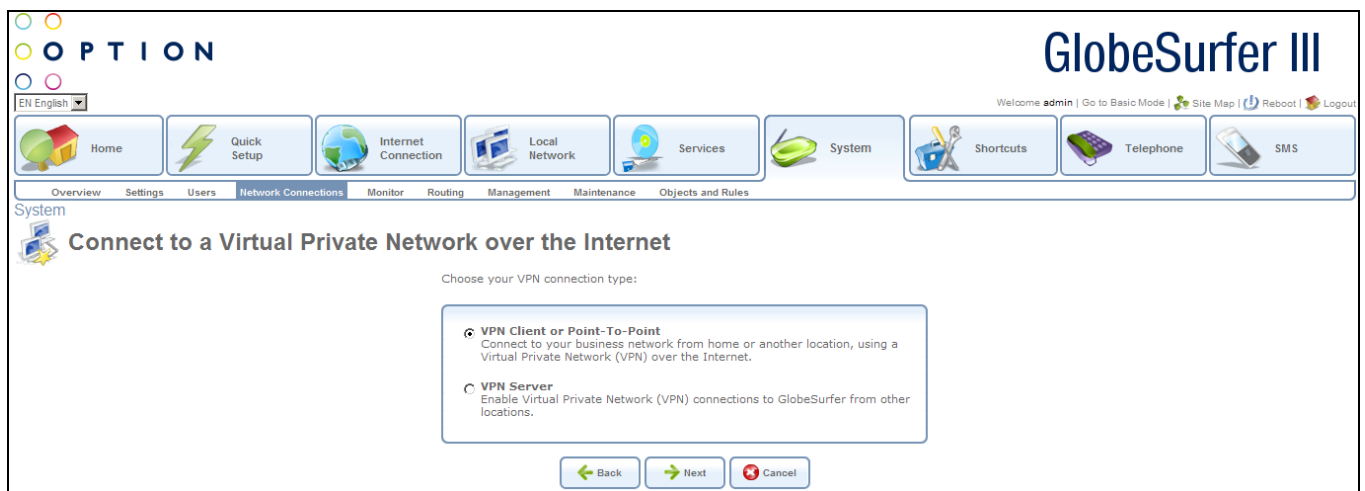 OPTION
GlobeSurfer III
EN English
Welcome admin | Go to Basic Mode | Site Map | Reboot | Logout
Home
Quick
Setup
Internet
Connection
Local
Network
Services
System
Shortcuts
Telephone
SMS
Overview Settings Users Network Connections Monitor Routing Management Maintenance Objects and Rules
System
Connect to a Virtual Private Network over the Internet
Choose your VPN connection type:
VPN Client or Point-To-Point
Connect to your business network from home or another location, using a
Virtual Private Network (VPN) over the Internet.
VPN Server
Enable Virtual Private Network (VPN) connections to GlobeSurfer from other
locations.
Back Next Cancel